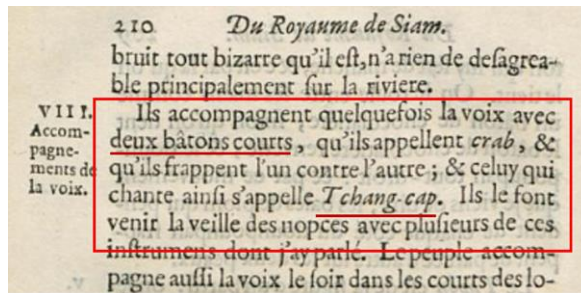 210 Du Royaume de Siam.
bruit tout bizarre qu'il est, n'a rien de desagrea-
ble principalement sur la riviere.
VIII.
Accom-
pagne-
ments de
la voix.
Ils accompagnent quelquefois la voix avec
deux bâtons courts, qu'ils appellent crab, &
qu'ils frappent l'un contre l'autre ; & celuy qui
chante ainsi s'appelle Tchang-cap. Ils le font
venir la veille des nopces avec plusieurs de ces
instrumens dont j'ay parlé. Le peuple accom-
pagne aussi la voix le soir dans les courts des lo-